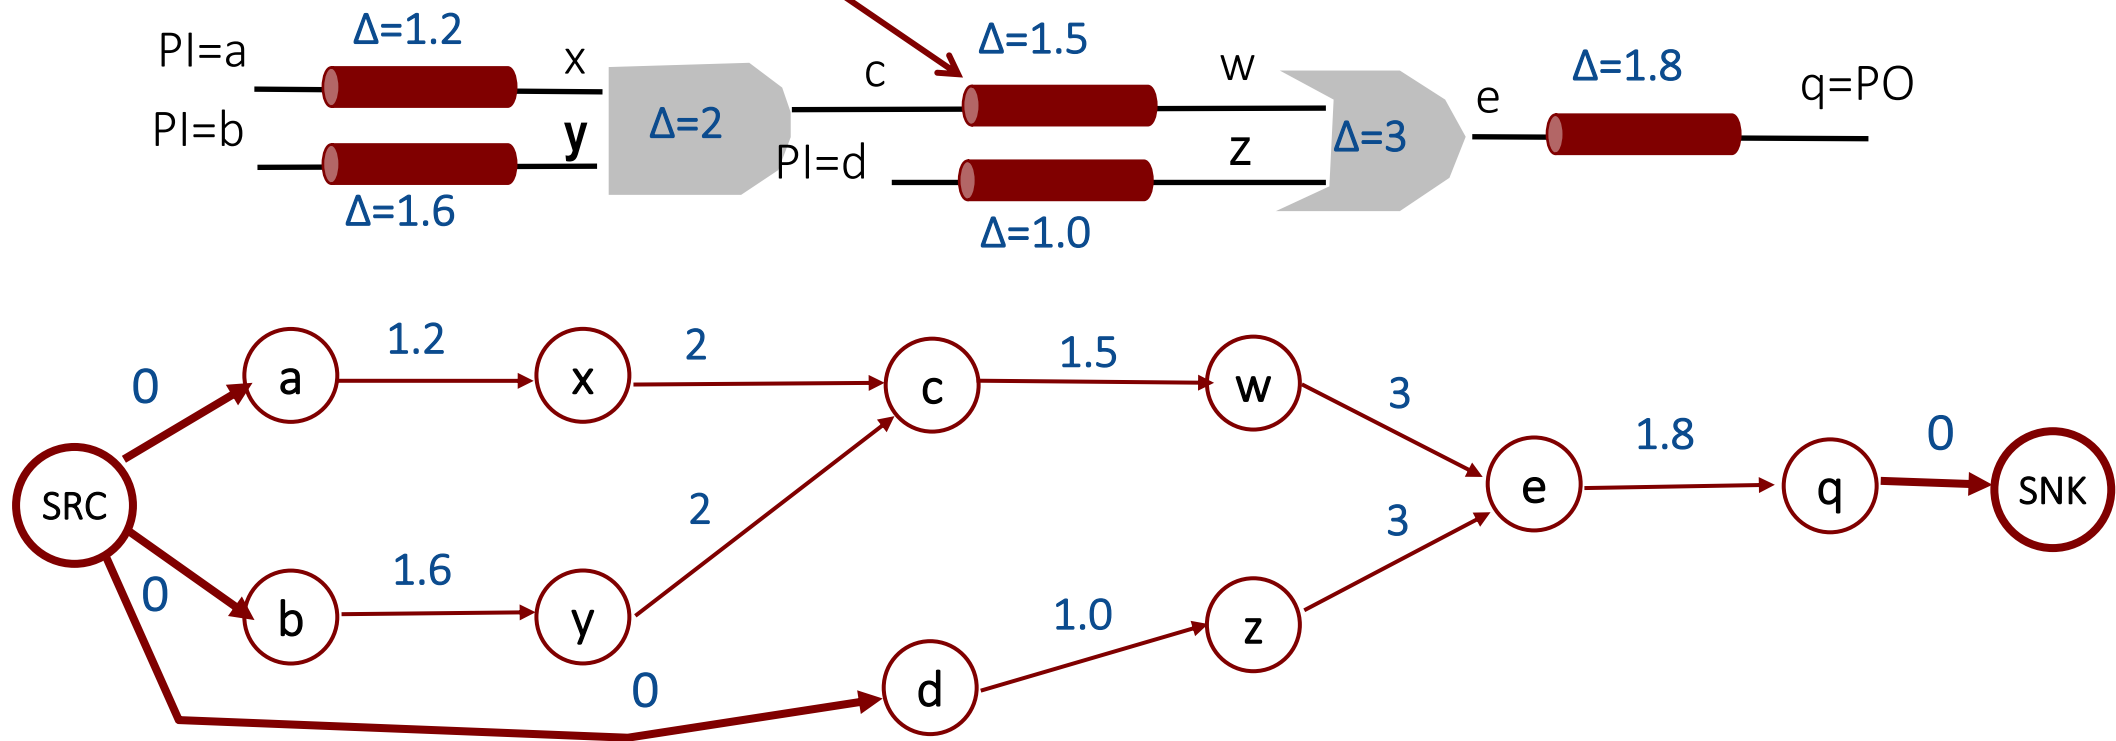 Δ=1.2
Δ=1.5
PI=a
x
c
w
Δ=1.8
q=PO
PI=b
y
Δ=2
PI=d
z
Δ=3
e
Δ=1.6
Δ=1.0
0
a
1.2
x
2
c
1.5
w
3
SRC
2
e
1.8
q
0
SNK
0
b
1.6
y
3
0
d
1.0
z